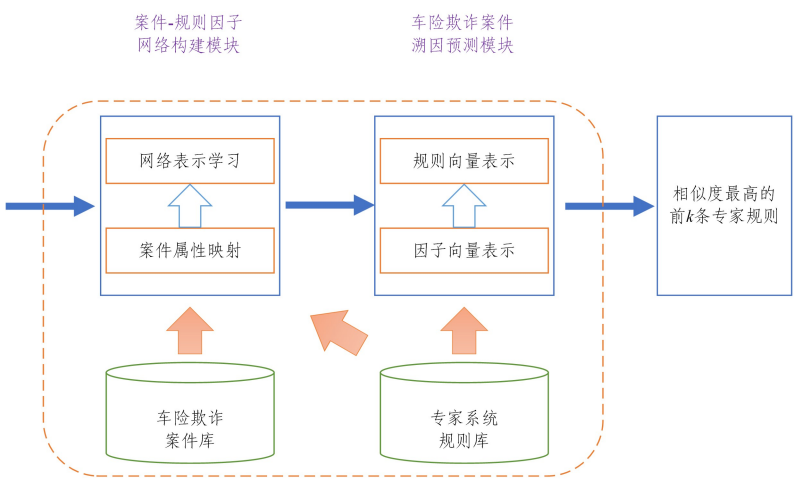 案件-规则因子
网络构建模块
车险欺诈案件
溯因预测模块
网络表示学习
案件属性映射
规则向量表示
因子向量表示
相似度最高的
前k条专家规则
车险欺诈
案件库
专家系统
规则库